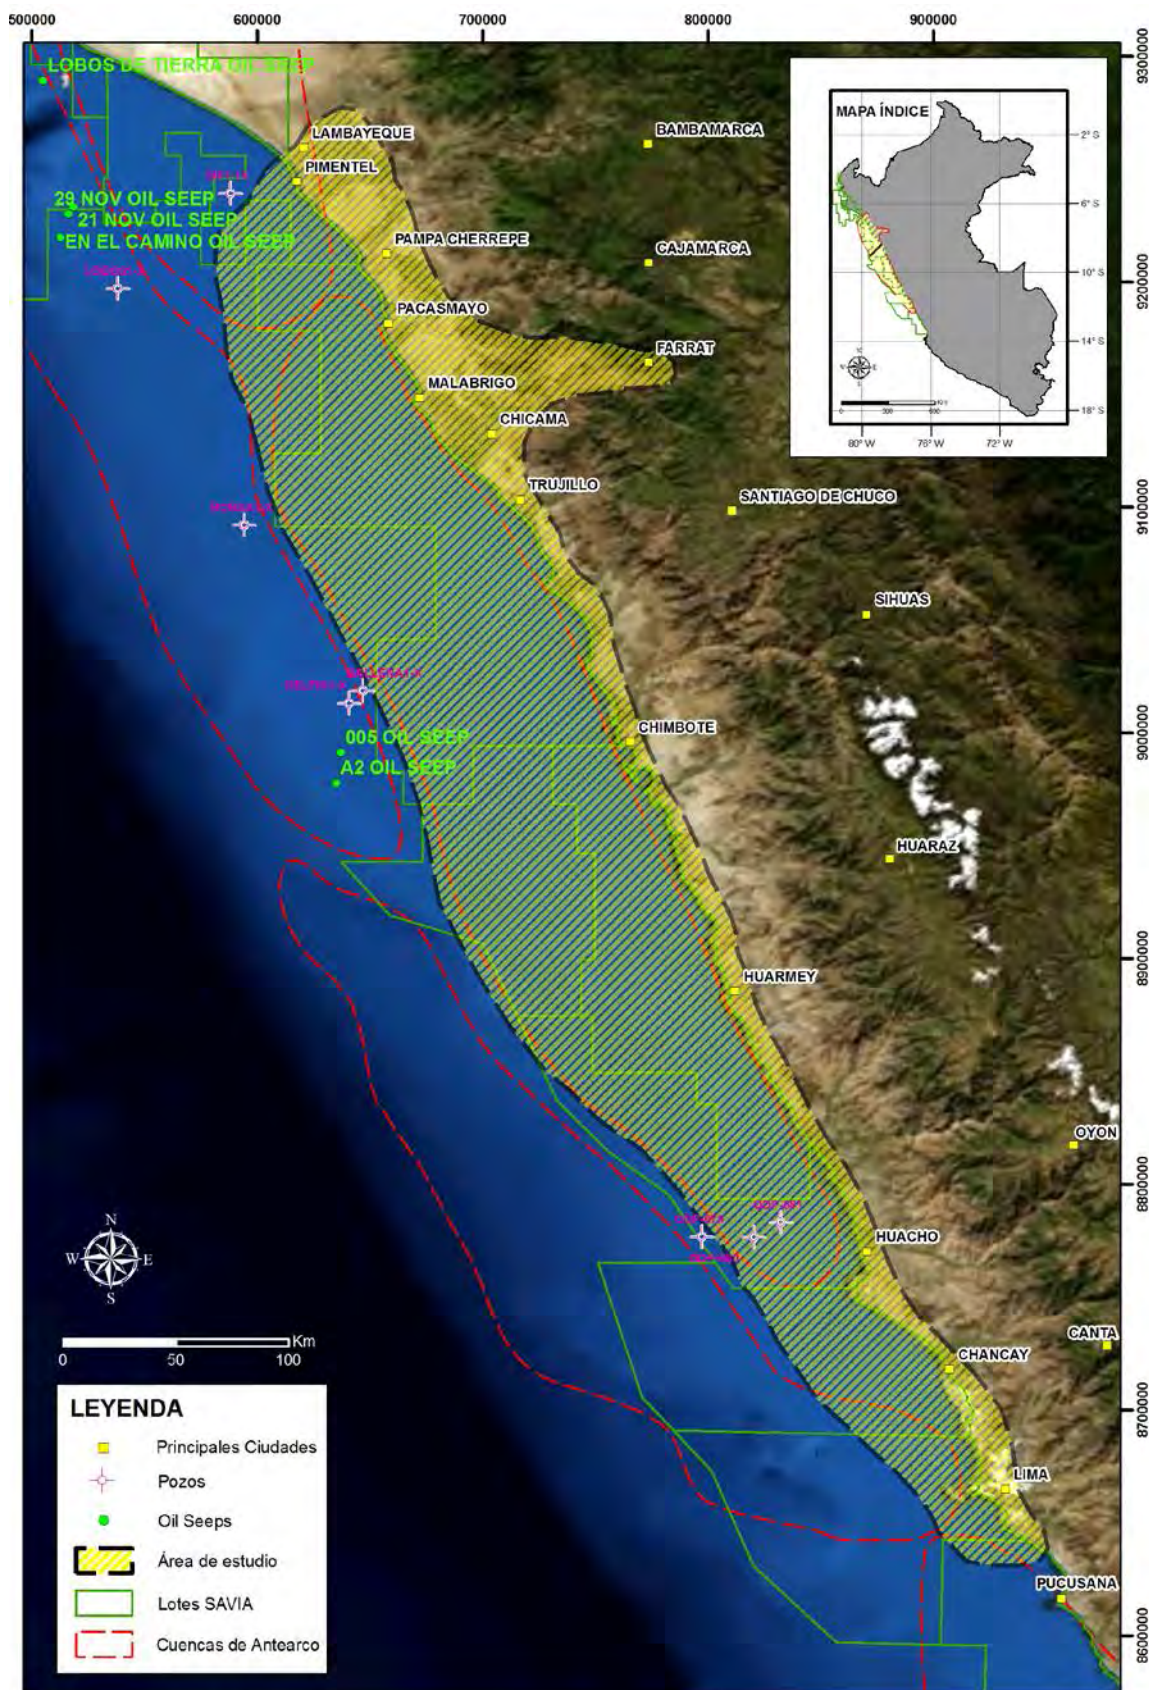 500000 600000 700000 800000 900000
LOBOS DE TIERRA OIL SEEP
9300000
MAPA ÍNDICE
2° S
6° S
10° S
14° S
18° S
80° W 76° W 72° W
N
S
E
LAMBAYEQUE
BAMBAMARCA
PIMENTEL
29 NOV OIL SEEP
21 NOV OIL SEEP
EN EL CAMINO OIL SEEP
PAMPA CHERREPE
CAJAMARCA
9200000
PACASMAYO
FARRAT
MALABRIGO
CHICAMA
TRUJILLO
SANTIAGO DE CHUCO
9100000
SIHUAS
005 OIL SEEP
A2 OIL SEEP
CHIMBOTE
9000000
HUARAZ
HUARMEY
8900000
OYON
8800000
HUACHO
N
W E
S
Km
0 50 100
CANTA
CHANCAY
8700000
LIMA
PUCUSANA
8600000
LEYENDA
Principales Ciudades
Pozos
Oil Seeps
Área de estudio
Lotes SAVIA
Cuencas de Antearco